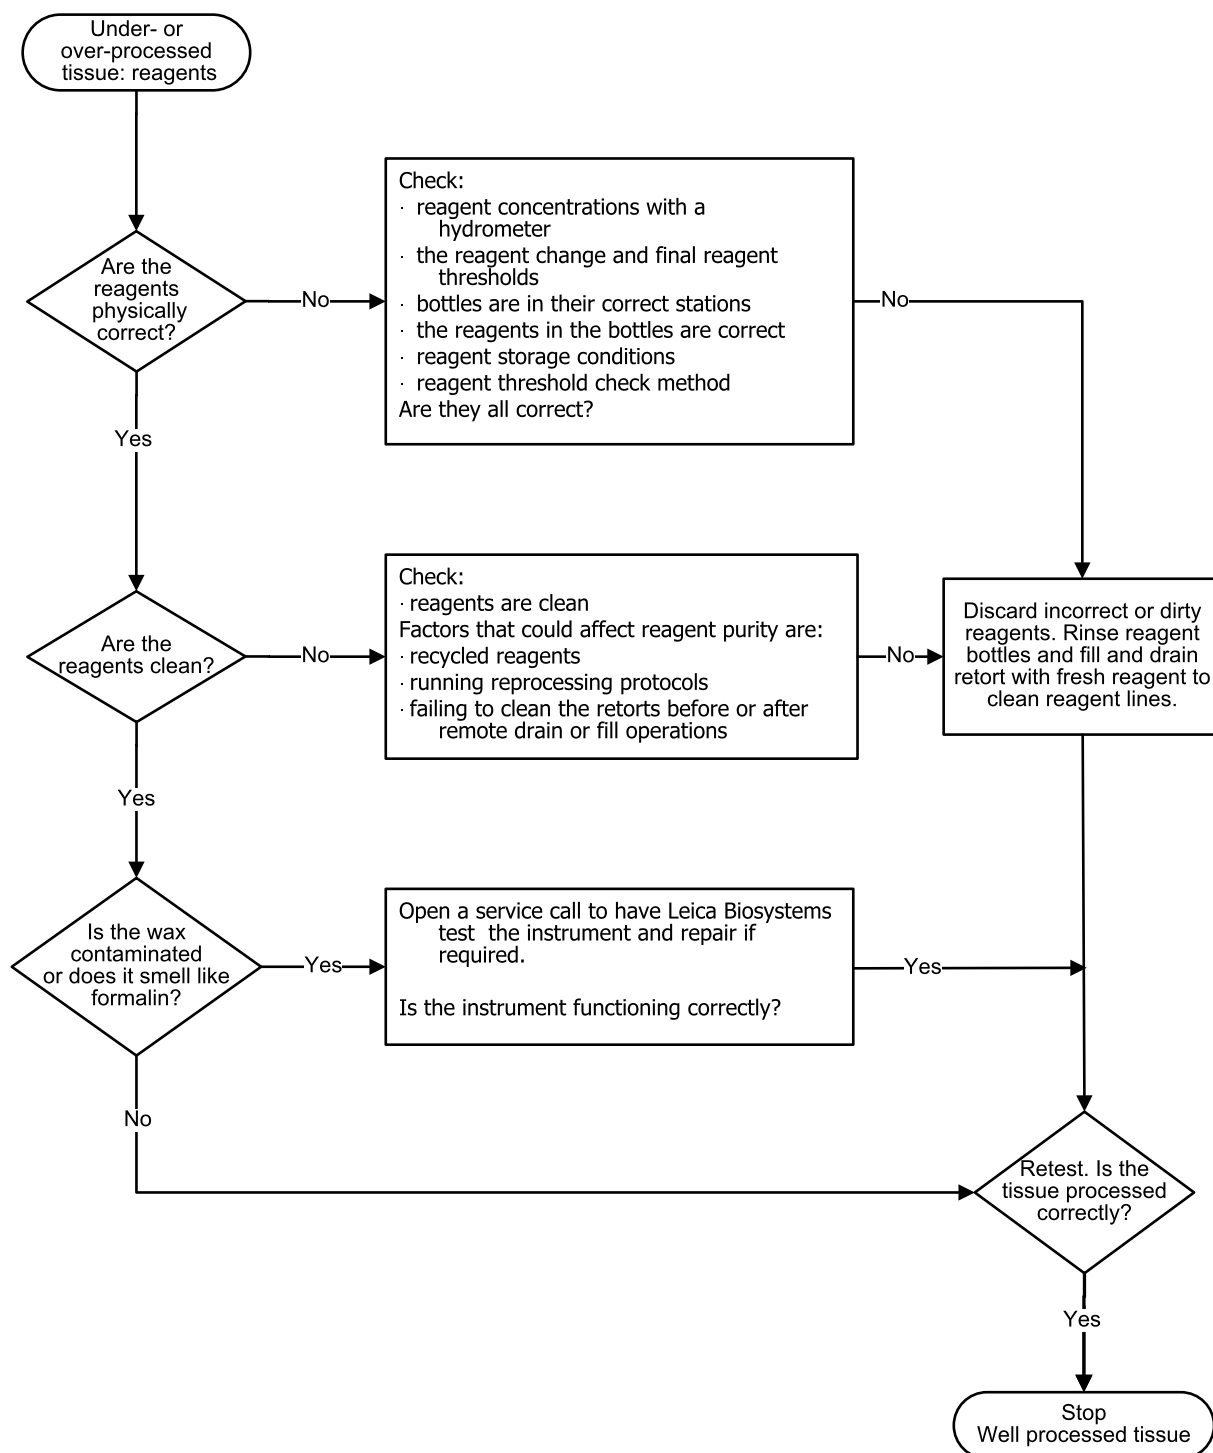 Under- or
over-processed
tissue: reagents
Are the
reagents
physically
correct?
No
Check:
· reagent concentrations with a
hydrometer
· the reagent change and final reagent
thresholds
· bottles are in their correct stations
· the reagents in the bottles are correct
· reagent storage conditions
· reagent threshold check method
Are they all correct?
No
Yes
Are the
reagents clean?
No
Check:
· reagents are clean
Factors that could affect reagent purity are:
· recycled reagents
· running reprocessing protocols
· failing to clean the retorts before or after
remote drain or fill operations
No
Discard incorrect or dirty
reagents. Rinse reagent
bottles and fill and drain
retort with fresh reagent to
clean reagent lines.
Yes
Is the wax
contaminated
or does it smell like
formalin?
Yes
Open a service call to have Leica Biosystems
test the instrument and repair if
required.
Is the instrument functioning correctly?
Yes
No
Retest. Is the
tissue processed
correctly?
Yes
Stop
Well processed tissue